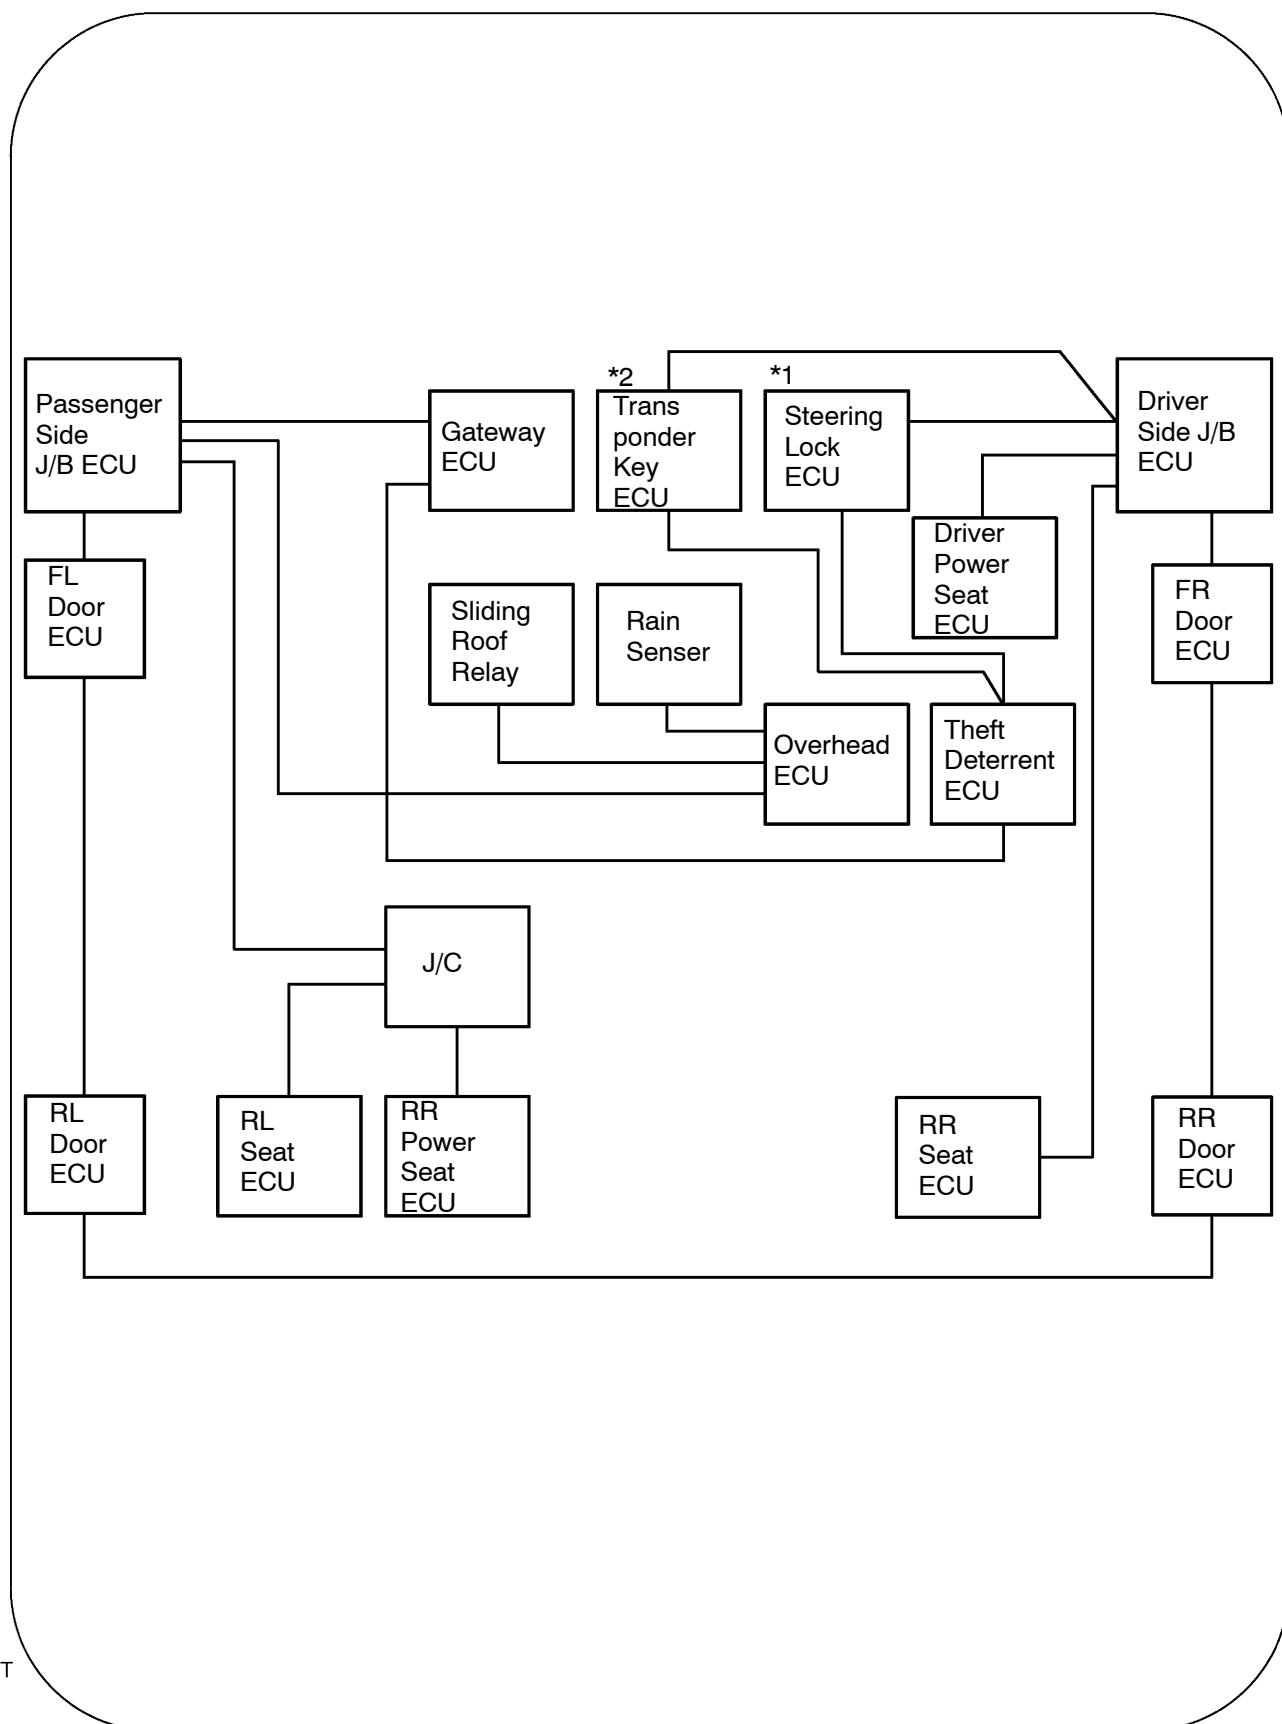 Passenger
Side
J/B ECU
Gateway
ECU
*2
Trans
ponder
Key
ECU
*1
Steering
Lock
ECU
Driver
Side J/B
ECU
FL
Door
ECU
Sliding
Roof
Relay
Rain
Senser
Driver
Power
Seat
ECU
FR
Door
ECU
Overhead
ECU
Theft
Deterrent
ECU
J/C
RL
Door
ECU
RL
Seat
ECU
RR
Power
Seat
ECU
RR
Seat
ECU
RR
Door
ECU
T